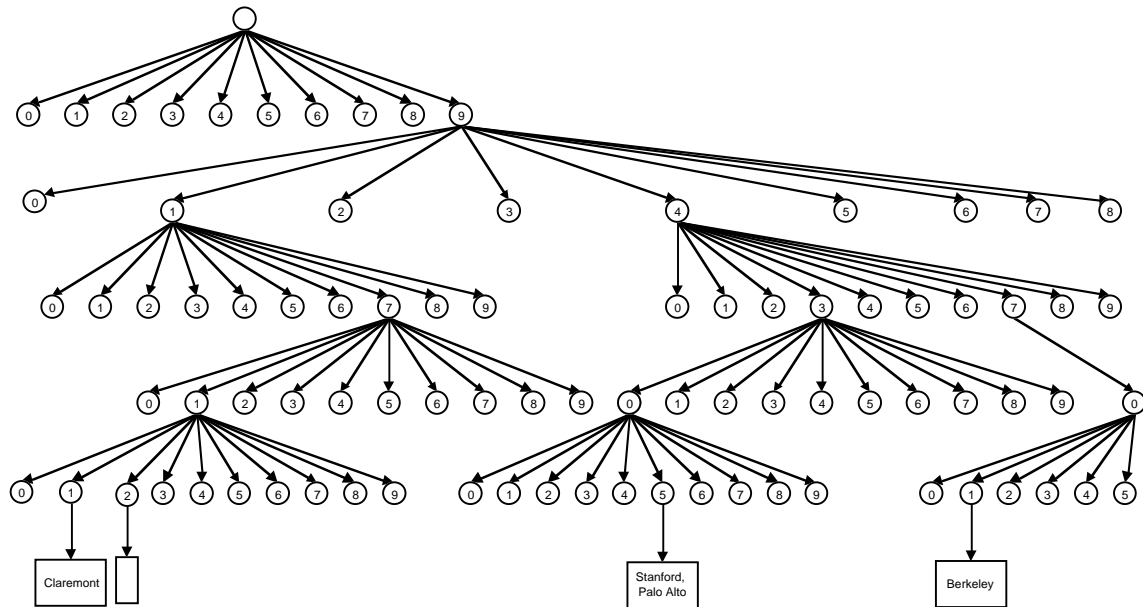 0 1 2 3 4 5 6 7 8 9
0 1 2 3 4 5 6 7 8
0 1 2 3 4 5 6 7 8 9 0 1 2 3 4 5 6 7 8 9
0 1 2 3 4 5 6 7 8 9 0 1 2 3 4 5 6 7 8 9 0
0 1 2 3 4 5 6 7 8 9 0 1 2 3 4 5 6 7 8 9 0 1 2 3 4 5
Claremont
Stanford,
Palo Alto
Berkeley